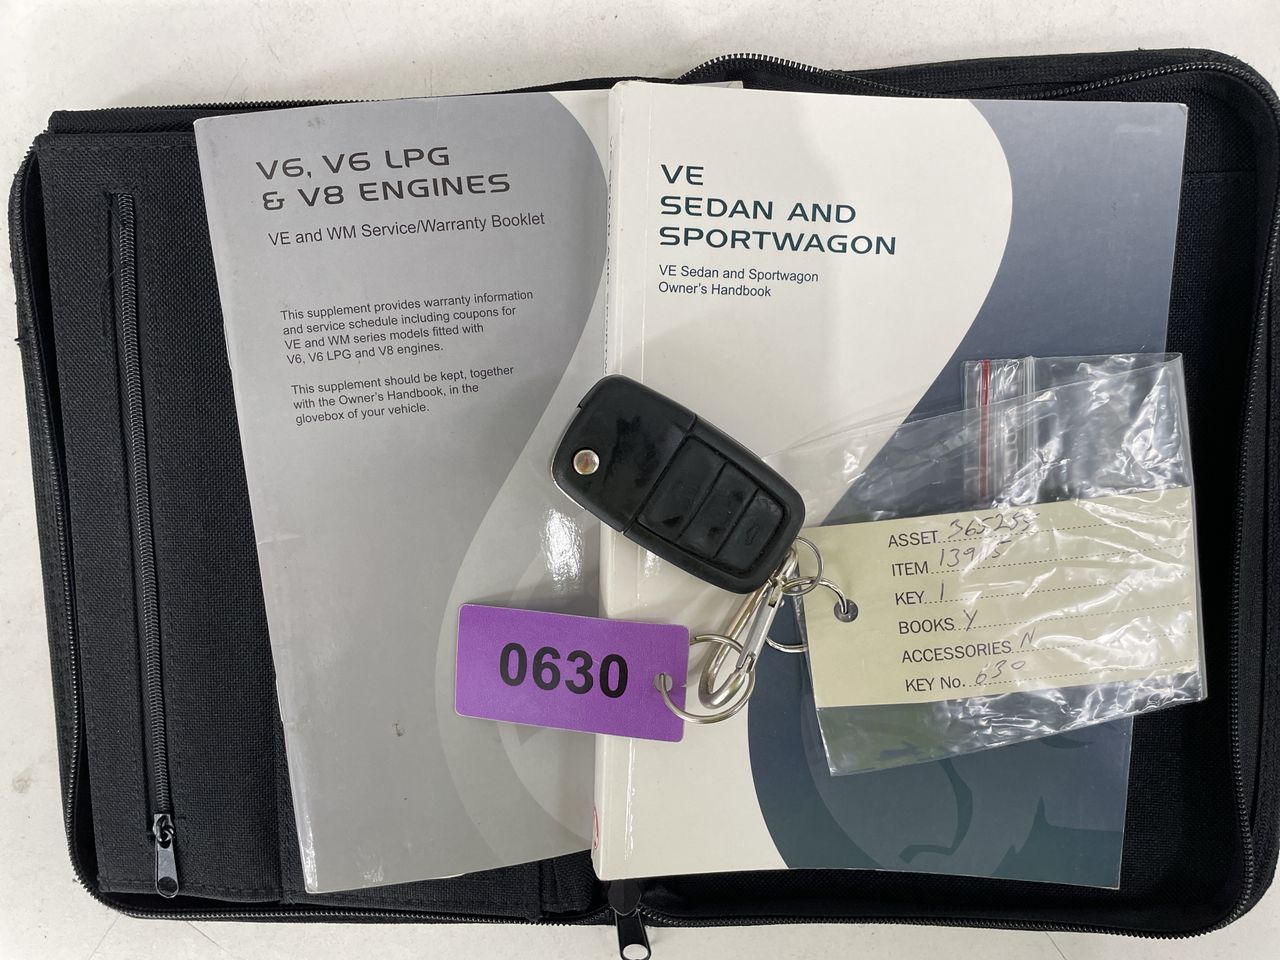 V6, V6 LPG
& V8 ENGINES
VE and WM Service/Warranty Booklet
This supplement provides warranty information
and service schedule including coupons for
VE and WM series models fitted with
V6, V6 LPG and V8 engines.
This supplement should be kept, together
with the Owner's Handbook, in the
glovebox of your vehicle.
VE
SEDAN AND
SPORTWAGON
VE Sedan and Sportwagon
Owner's Handbook
0630
ASSET 365255
ITEM
KEY 1
BOOKS Y
ACCESSORIES N
KEY No. 630